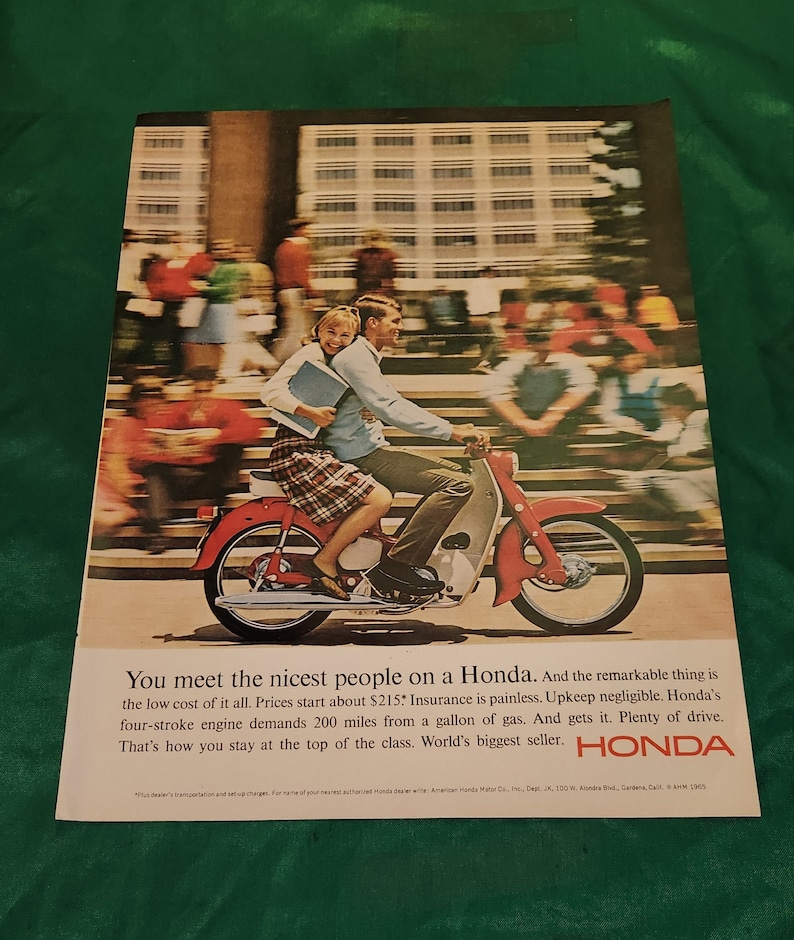 You meet the nicest people on a Honda. And the remarkable thing is
the low cost of it all. Prices start about $215.* Insurance is painless. Upkeep negligible. Honda's
four-stroke engine demands 200 miles from a gallon of gas. And gets it. Plenty of drive.
That's how you stay at the top of the class. World's biggest seller. HONDA
*Plus dealer's transportation and set-up charges. For name of your nearest authorized Honda dealer write: American Honda Motor Co., Inc., Dept. JK, 100 W. Alondra Blvd., Gardena, Calif. © AHM 1965